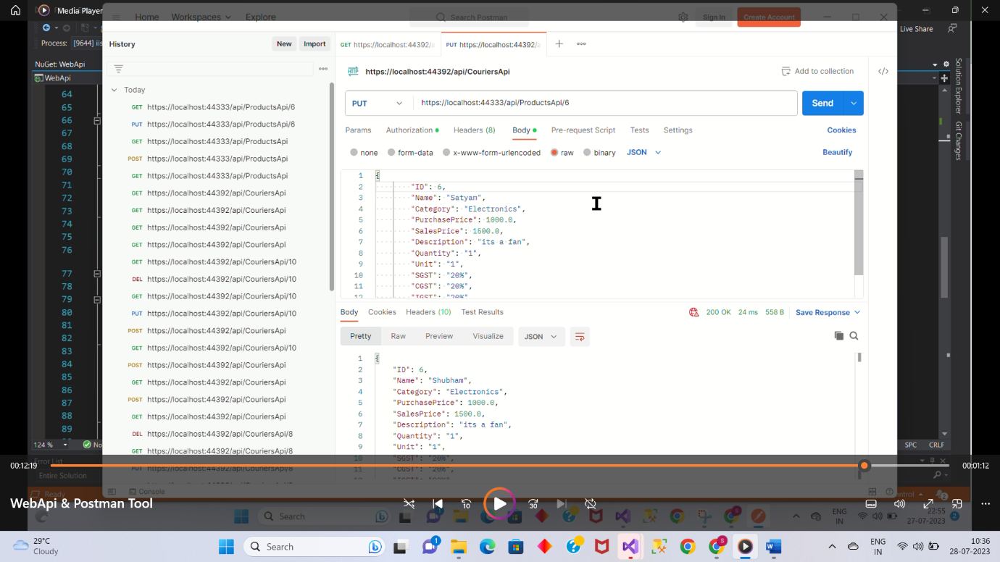 Media Player
Home Workspaces Explore Search Postman Sign In Create Account
Live Share
Process: [9644] iis
History New Import
GET https://localhost:44392/a PUT https://localhost:44392/a
NuGet: WebApi
WebApi
https://localhost:44392/api/CouriersApi Add to collection
Solution Explorer
Git Changes
Today
PUT https://localhost:44333/api/ProductsApi/6 Send
Params Authorization Headers (8) Body Pre-request Script Tests Settings Cookies
none form-data x-www-form-urlencoded raw binary JSON Beautify
64
65
66
67
68
69
70
71
72
73
74
75
76
77
78
79
80
81
82
83
84
85
86
87
88
89
GET https://localhost:44333/api/ProductsApi/6
PUT https://localhost:44333/api/ProductsApi/6
GET https://localhost:44333/api/ProductsApi
POST https://localhost:44333/api/ProductsApi
GET https://localhost:44333/api/ProductsApi
GET https://localhost:44392/api/CouriersApi
GET https://localhost:44392/api/CouriersApi
GET https://localhost:44392/api/CouriersApi
GET https://localhost:44392/api/CouriersApi
GET https://localhost:44392/api/CouriersApi/10
DEL https://localhost:44392/api/CouriersApi/10
GET https://localhost:44392/api/CouriersApi/10
PUT https://localhost:44392/api/CouriersApi/10
POST https://localhost:44392/api/CouriersApi
GET https://localhost:44392/api/CouriersApi/10
POST https://localhost:44392/api/CouriersApi
GET https://localhost:44392/api/CouriersApi
POST https://localhost:44392/api/CouriersApi
GET https://localhost:44392/api/CouriersApi
DEL https://localhost:44392/api/CouriersApi/8
GET https://localhost:44392/api/CouriersApi/8
PUT https://localhost:44392/api/CouriersApi/8
1 {
2 "ID": 6,
3 "Name": "Satyam",
4 "Category": "Electronics",
5 "PurchasePrice": 1000.0,
6 "SalesPrice": 1500.0,
7 "Description": "its a fan",
8 "Quantity": "1",
9 "Unit": "1",
10 "SGST": "20%",
11 "CGST": "20%",
12 "IGST": "20%"
Body Cookies Headers (10) Test Results 200 OK 24 ms 558 B Save Response
Pretty Raw Preview Visualize JSON
1 {
2 "ID": 6,
3 "Name": "Shubham",
4 "Category": "Electronics",
5 "PurchasePrice": 1000.0,
6 "SalesPrice": 1500.0,
7 "Description": "its a fan",
8 "Quantity": "1",
9 "Unit": "1",
10 "SGST": "20%",
11 "CGST": "20%",
124 % No SPC CRLF
Error List
00:12:19 00:01:12
Entire Solution
Ready Console
WebApi & Postman Tool 10 30
Search ENG IN 22:55 27-07-2023 2
29°C
Cloudy
Search 1 ENG IN 10:36 28-07-2023